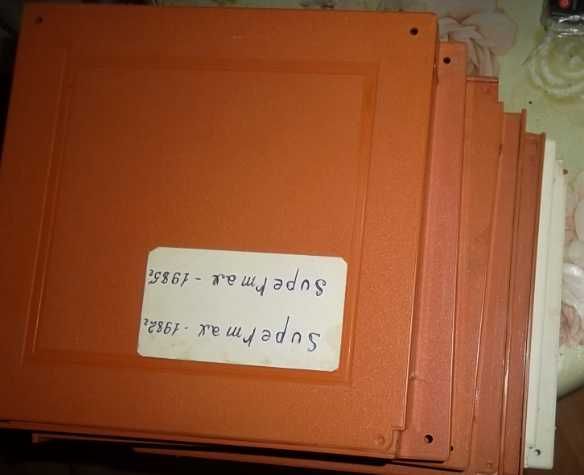 Supermax - 1982г
Supermax - 1985г